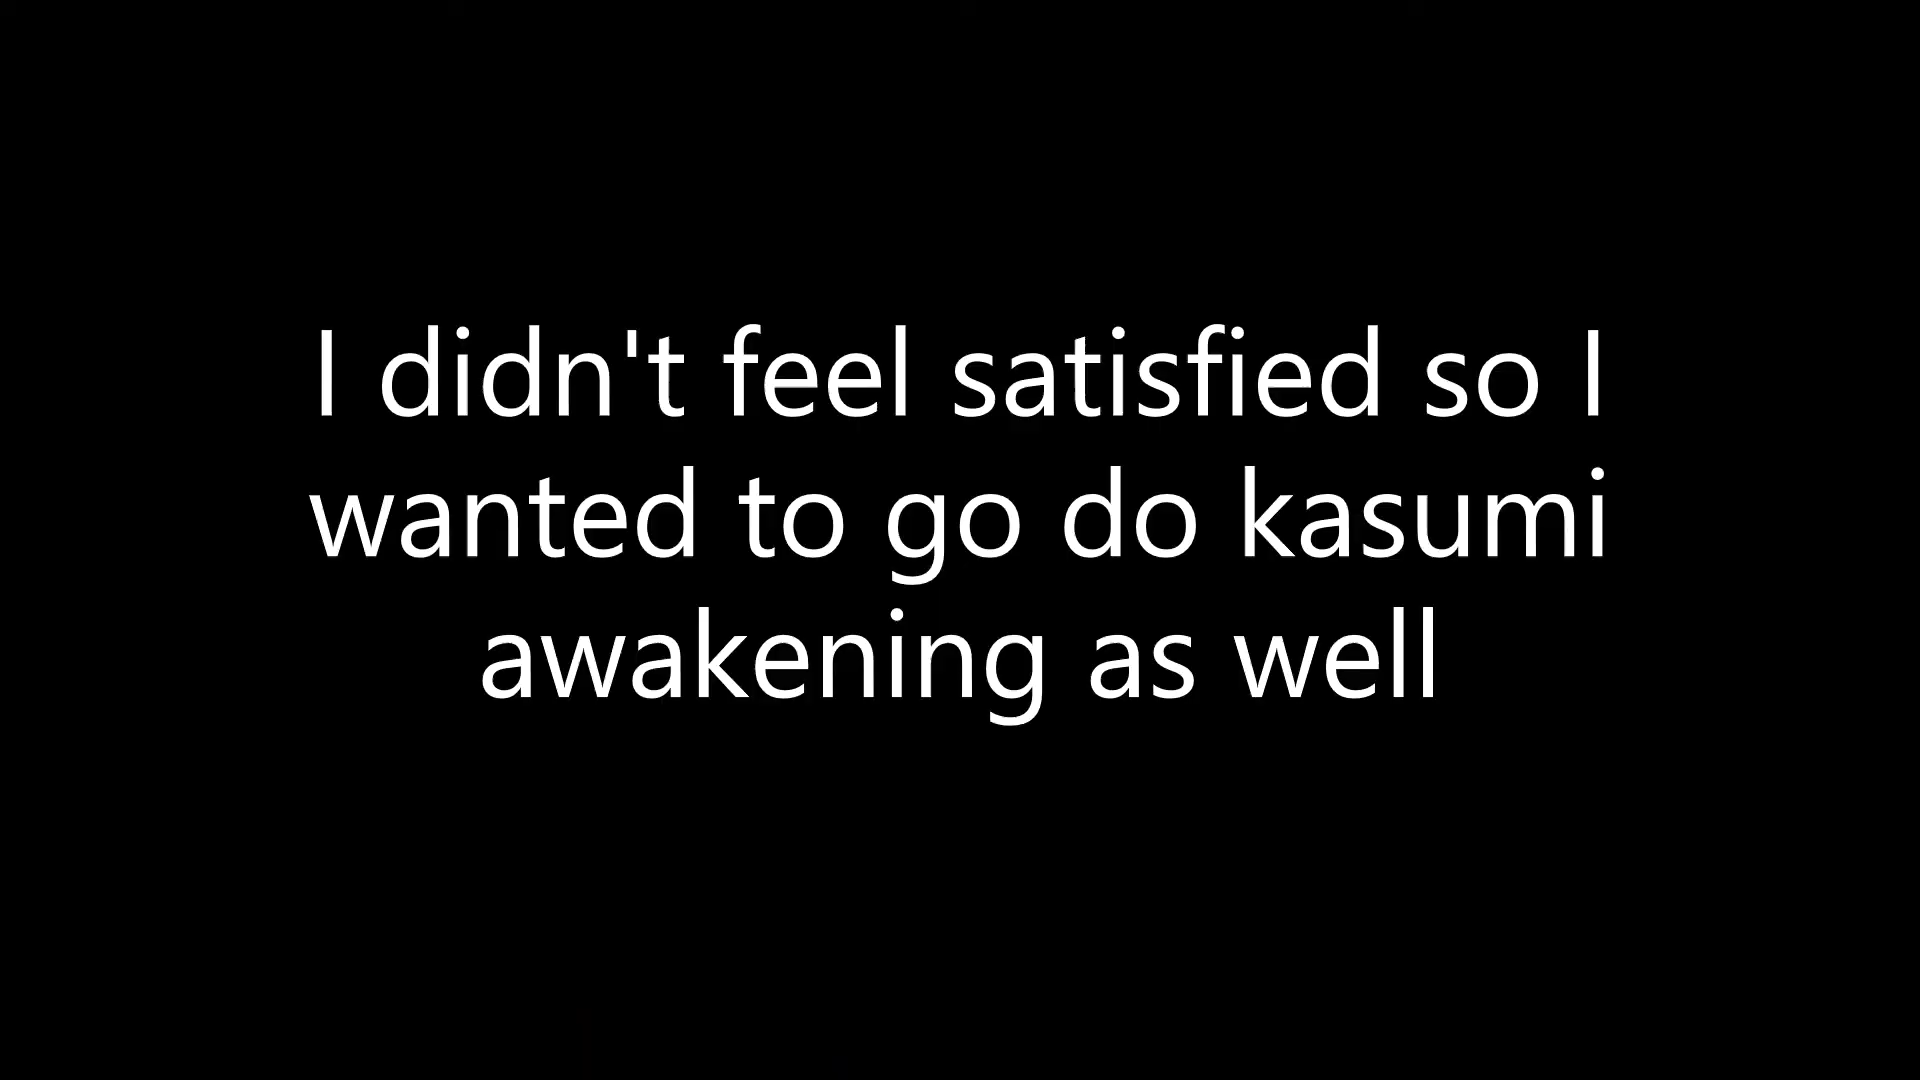 I didn't feel satisfied so I
wanted to go do kasumi
awakening as well